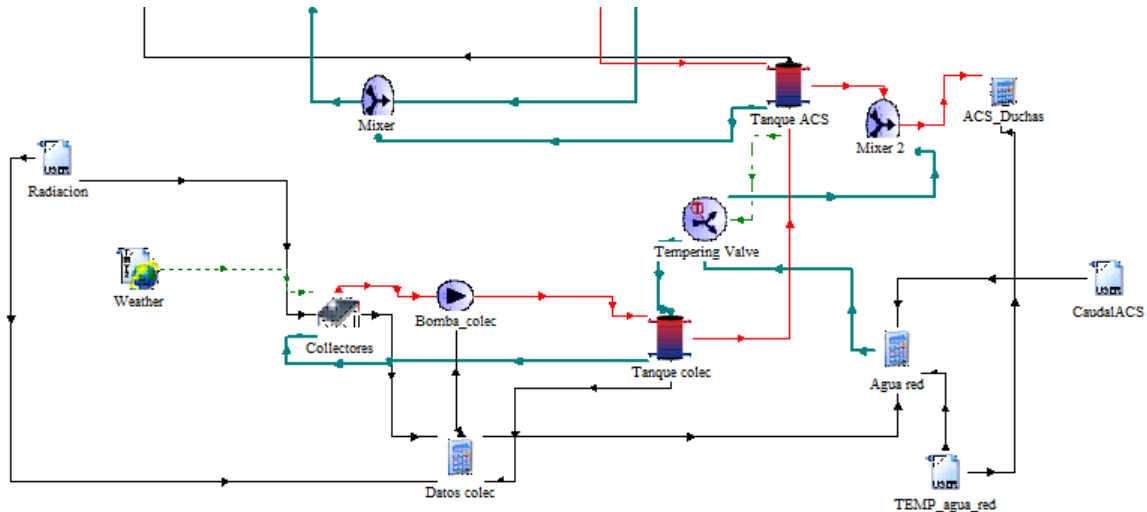 Mixer
Tanque ACS
Mixer 2
ACS_Duchas
Radiacion
Weather
Collectores
Bomba_colec
Tempering Valve
Tanque colec
CaudalACS
Agua red
Datos colec
TEMP_agua_red